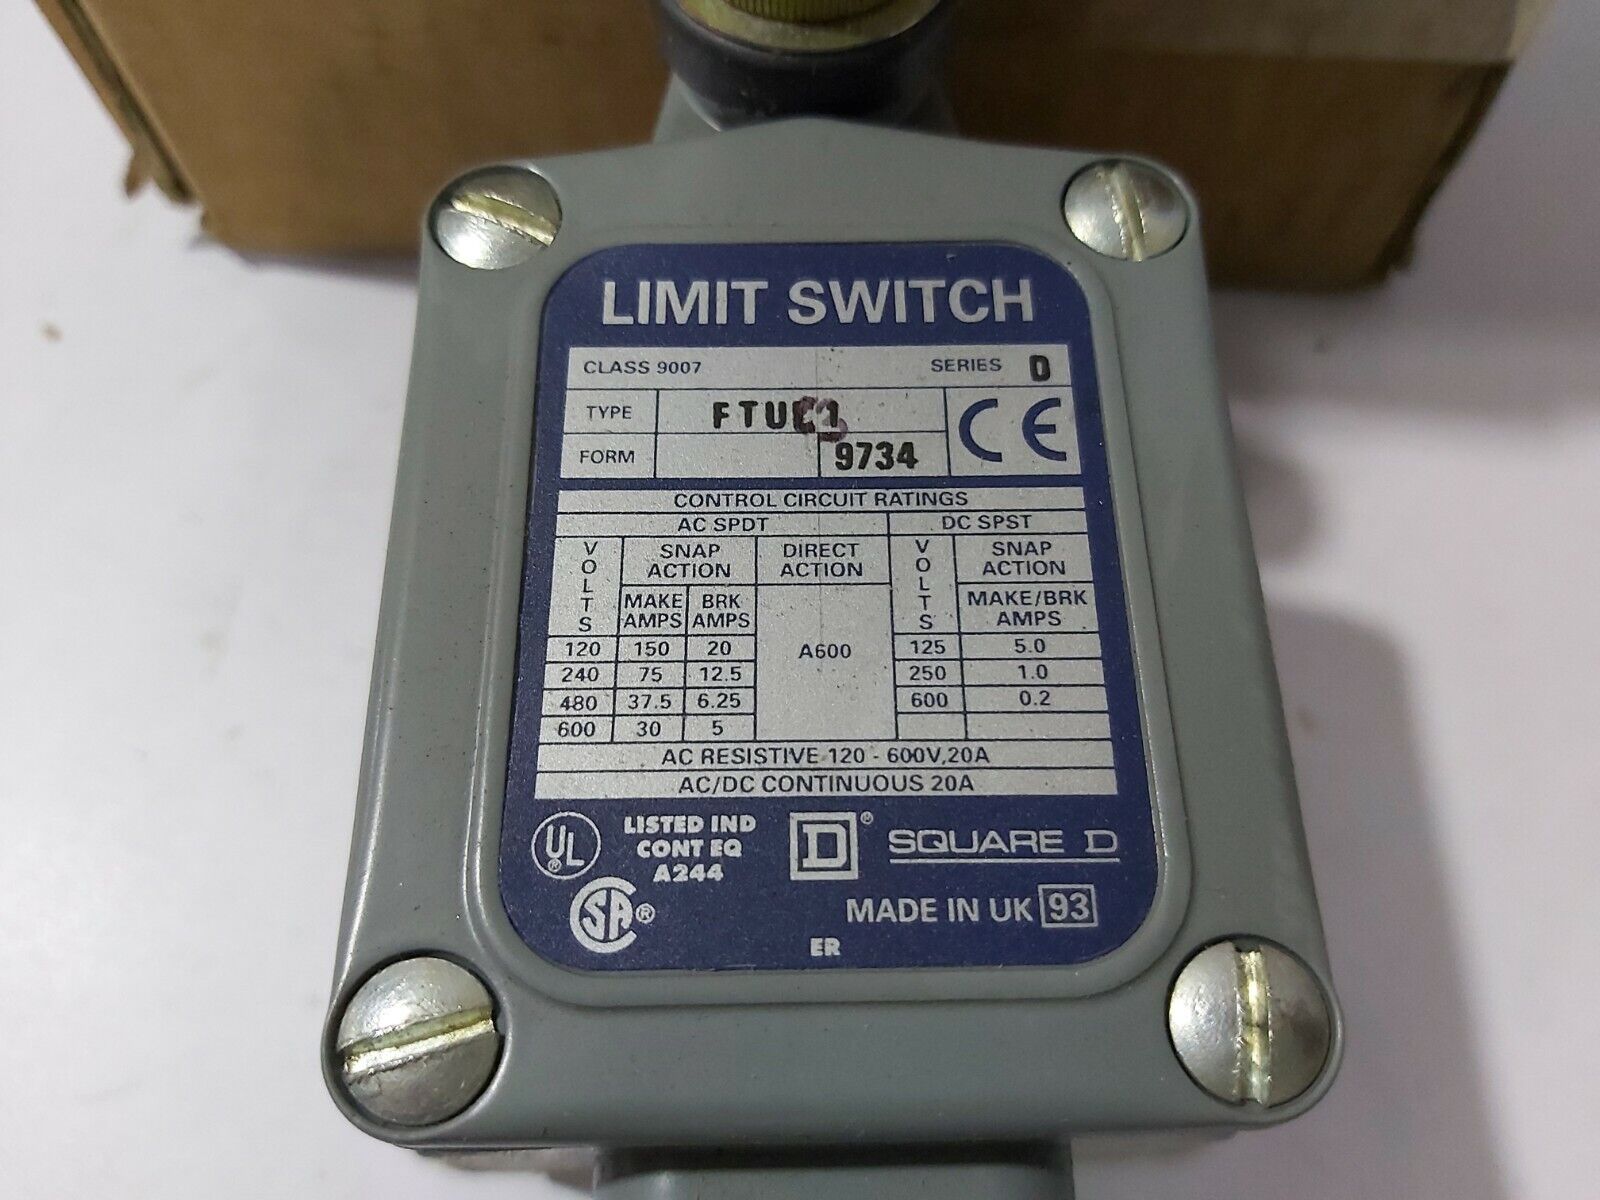 LIMIT SWITCH
CLASS 9007 SERIES D
TYPE
CE
FORM 9734
CONTROL CIRCUIT RATINGS
AC SPDT DC SPST
VOLTS SNAP ACTION DIRECT ACTION VOLTS SNAP ACTION
MAKE AMPS BRK AMPS MAKE/BRK AMPS
120 150 20 A600 125 5.0
240 75 12.5 250 1.0
480 37.5 6.25 600 0.2
600 30 5
AC RESISTIVE 120 - 600V,20A
AC/DC CONTINUOUS 20A
UL® LISTED IND
CONT EQ
A244
D® SQUARE D
SA®
MADE IN UK 93
ER